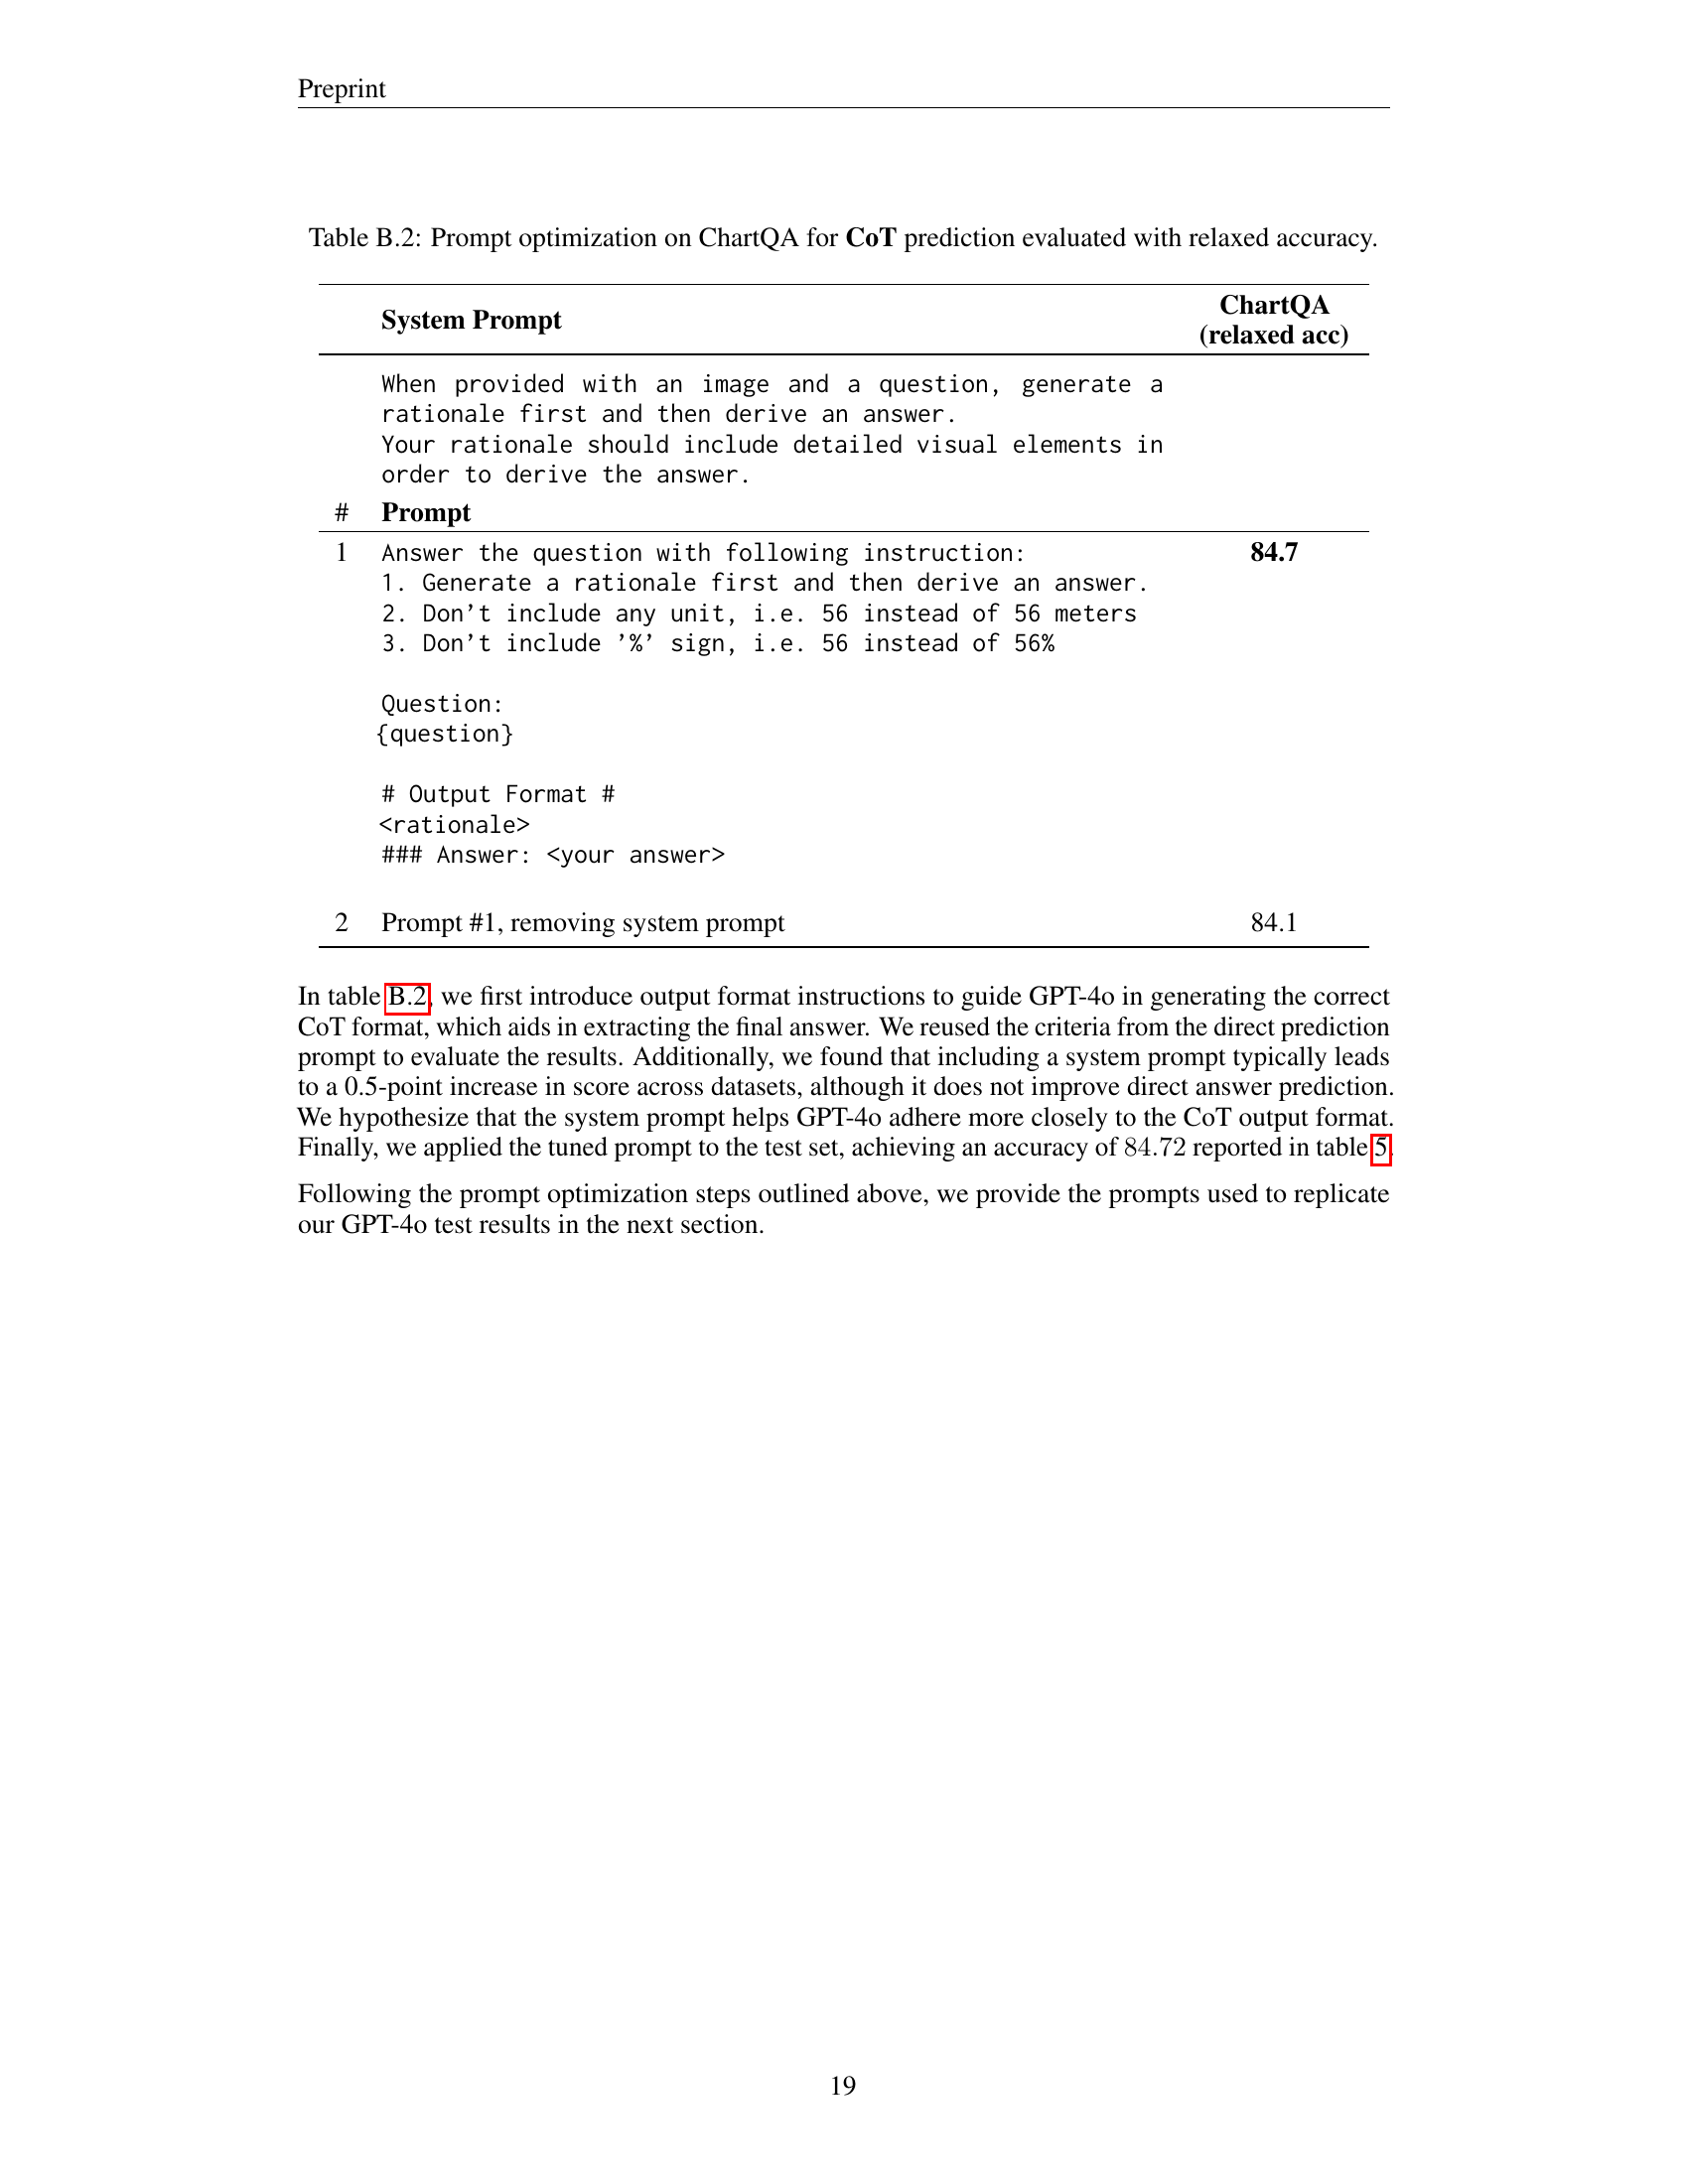 Preprint
Table B.2: Prompt optimization on ChartQA for CoT prediction evaluated with relaxed accuracy.
System Prompt
ChartQA
(relaxed acc)
When provided with an image and a question, generate a
rationale first and then derive an answer.
Your rationale should include detailed visual elements in
order to derive the answer.
# Prompt
1 Answer the question with following instruction: 84.7
1. Generate a rationale first and then derive an answer.
2. Don't include any unit, i.e. 56 instead of 56 meters
3. Don't include '%' sign, i.e. 56 instead of 56%
Question:
{question}
# Output Format #
<rationale>
### Answer: <your answer>
2 Prompt #1, removing system prompt 84.1
In table B.2, we first introduce output format instructions to guide GPT-4o in generating the correct
CoT format, which aids in extracting the final answer. We reused the criteria from the direct prediction
prompt to evaluate the results. Additionally, we found that including a system prompt typically leads
to a 0.5-point increase in score across datasets, although it does not improve direct answer prediction.
We hypothesize that the system prompt helps GPT-4o adhere more closely to the CoT output format.
Finally, we applied the tuned prompt to the test set, achieving an accuracy of 84.72 reported in table 5.
Following the prompt optimization steps outlined above, we provide the prompts used to replicate
our GPT-4o test results in the next section.
19